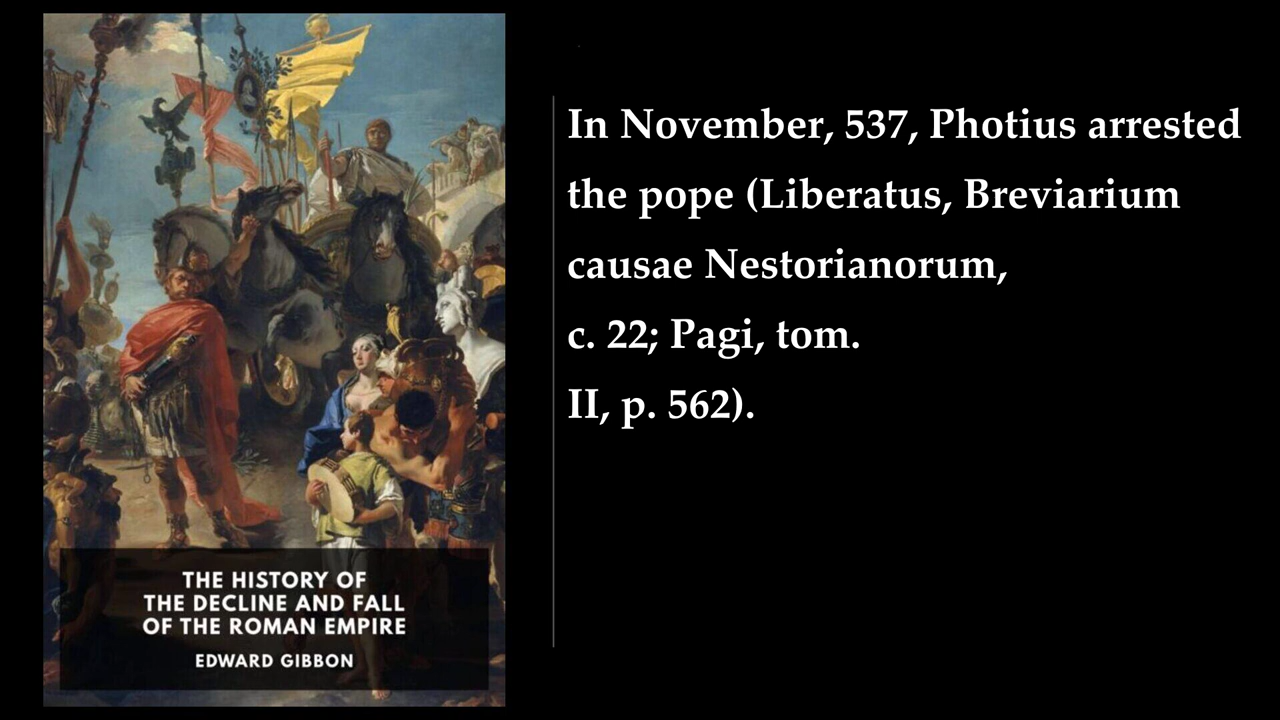 In November, 537, Photius arrested
the pope (Liberatus, Breviarium
causae Nestorianorum,
c. 22; Pagi, tom.
II, p. 562).
THE HISTORY OF
THE DECLINE AND FALL
OF THE ROMAN EMPIRE
EDWARD GIBBON